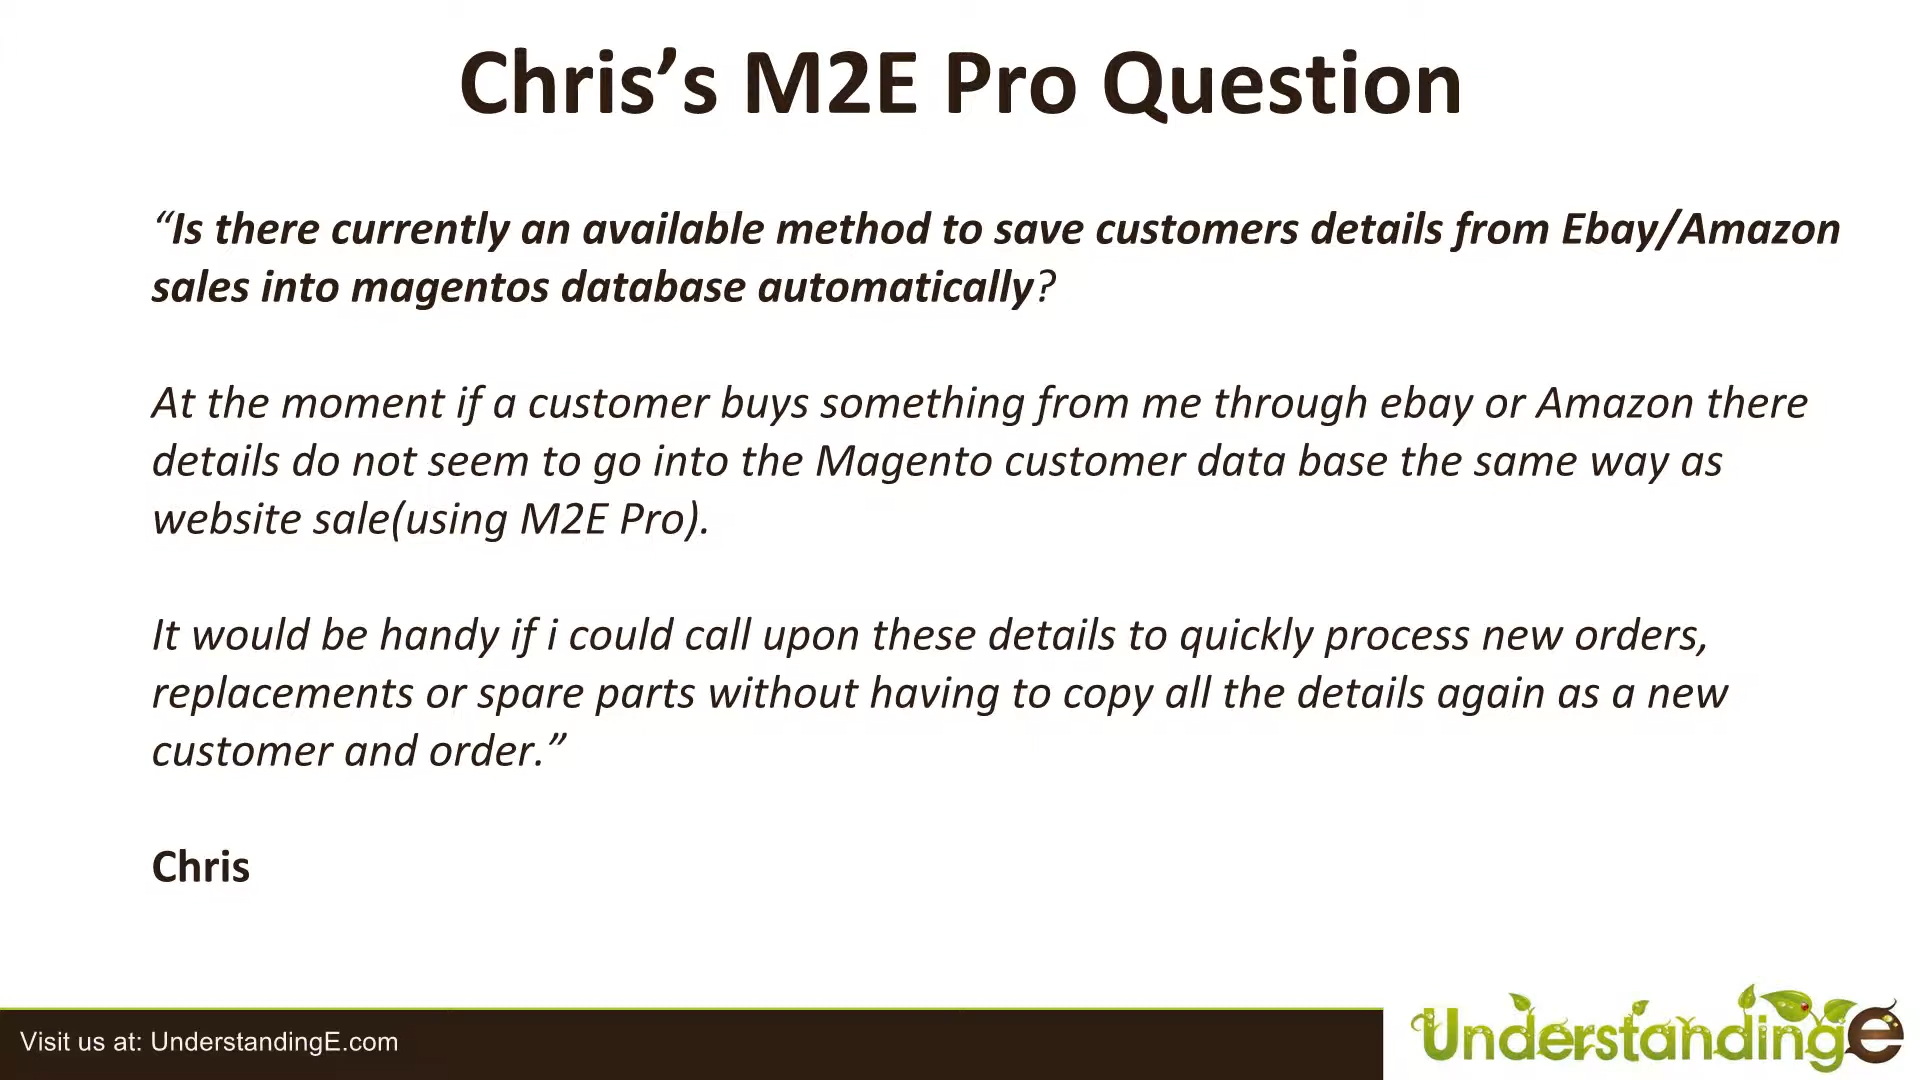 Chris’s M2E Pro Question
“Is there currently an available method to save customers details from Ebay/Amazon
sales into magentos database automatically?
At the moment if a customer buys something from me through ebay or Amazon there
details do not seem to go into the Magento customer data base the same way as
website sale(using M2E Pro).
It would be handy if i could call upon these details to quickly process new orders,
replacements or spare parts without having to copy all the details again as a new
customer and order.”
Chris
Visit us at: UnderstandingE.com
UnderstandingE